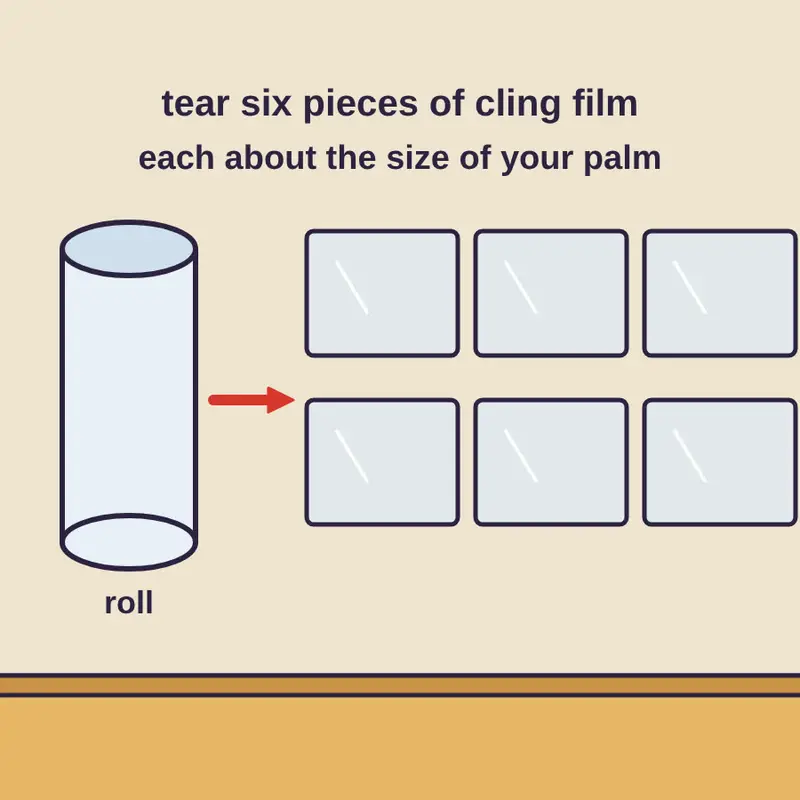 tear six pieces of cling film
each about the size of your palm
roll